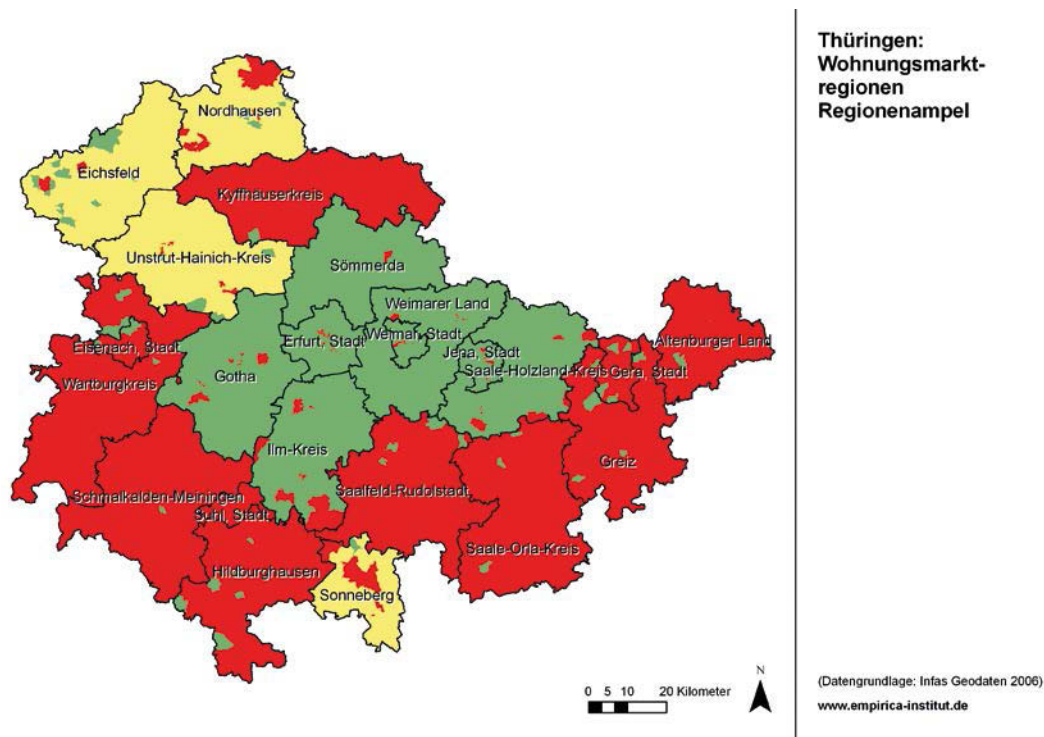 Thüringen:
Wohnungsmarkt-
regionen
Regionenampel
Nordhausen
Eichsfeld
Kyffhäuserkreis
Unstrut-Hainich-Kreis
Sömmerda
Weimarer Land
Eisenach, Stadt
Erfurt, Stadt
Weimar, Stadt
Jena, Stadt
Altenburger Land
Wartburgkreis
Gotha
Saale-Holzland-Kreis
Gera, Stadt
Ilm-Kreis
Greiz
Schmalkalden-Meiningen
Saalfeld-Rudolstadt
Suhl, Stadt
Saale-Orla-Kreis
Hildburghausen
Sonneberg
N
0 5 10 20 Kilometer
(Datengrundlage: Infas Geodaten 2006)
www.empirica-institut.de